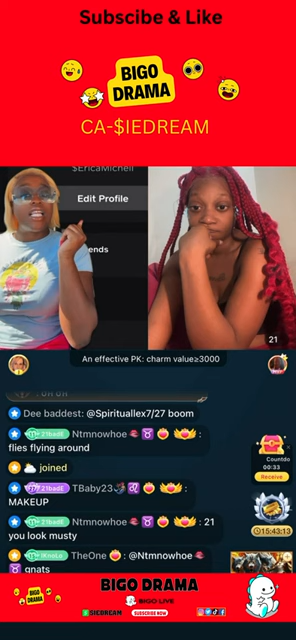 Subscibe & Like
BIGO
DRAMA
CA-$IEDREAM
$EricaMichell
Edit Profile
ends
21
An effective PK: charm value≥3000
Dee baddest: @Spirituallex7/27 boom
21badE Ntmnowhoe :
flies flying around
joined
21badE TBaby23 :
MAKEUP
21badE Ntmnowhoe : 21
you look musty
TheOne : @Ntmnowhoe
gnats
Countdo
00:33
Receive
15:43:13
BIGO DRAMA
BIGO LIVE
$IEDREAM
SUBSCRIBE NOW
BIGO
DRAMA